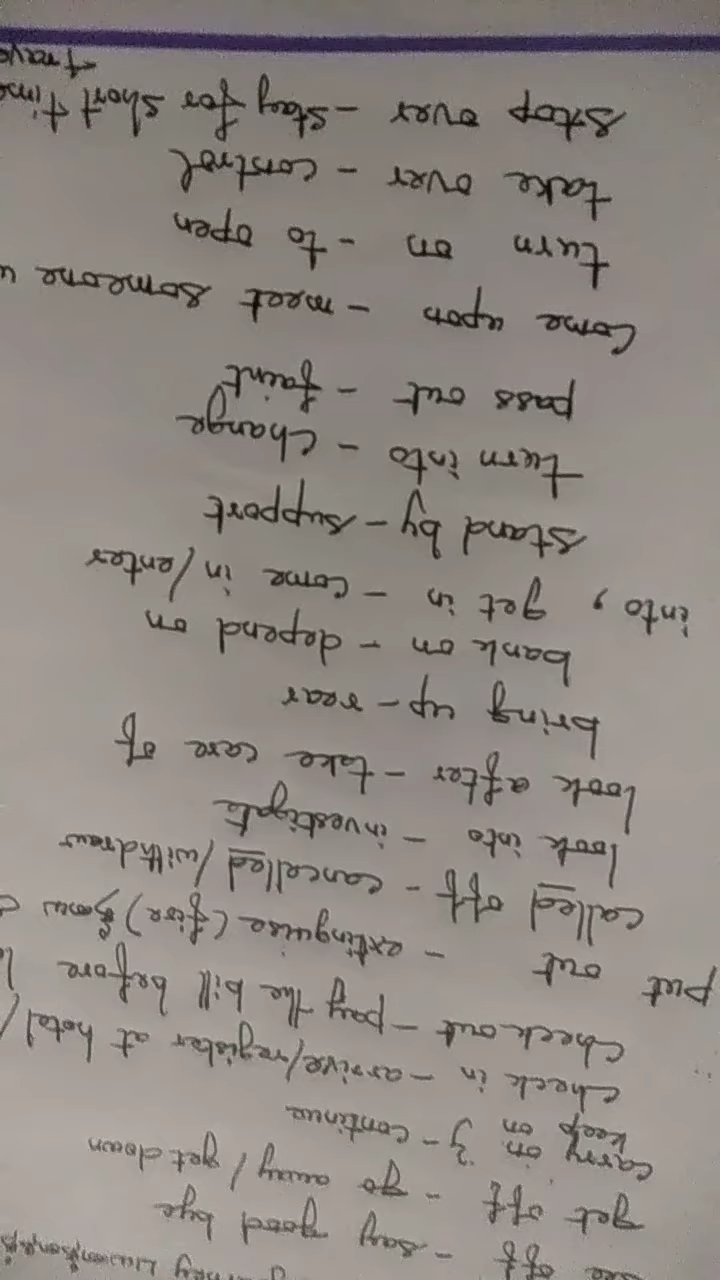 off - say good bye
get off - go away / get down
carry on } - continue
keep on
check in - arrive/register at hotel/
check out - pay the bill before
put out - extinguise (fire)
called off - cancelled / withdraw
look into - investigate
look after - take care of
bring up - rear
bank on - depend on
into, get in - come in / enter
stand by - support
turn into - change
pass out - faint
come upon - meet someone
turn on - to open
take over - control
stop over - stay for short time